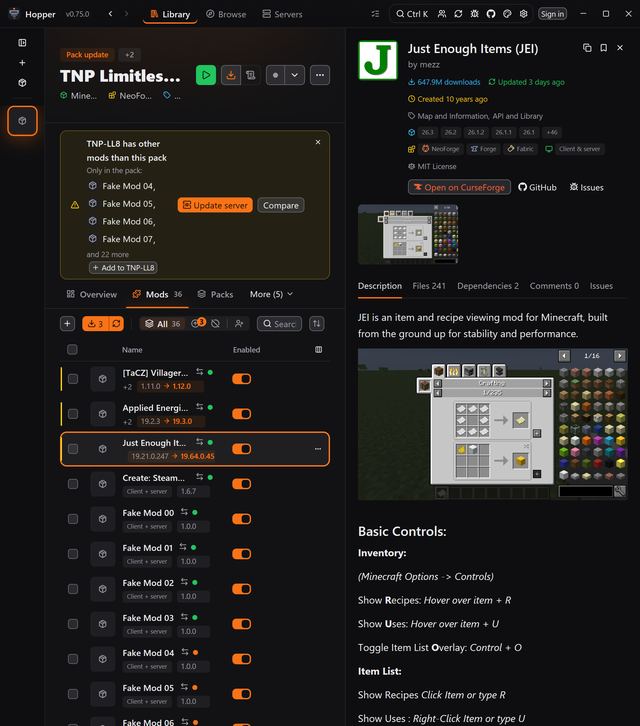 Hopper v0.75.0 Library Browse Servers Ctrl K Sign in
Pack update +2
TNP Limitles...
Mine... NeoFo... ...
TNP-LL8 has other
mods than this pack
Only in the pack:
Fake Mod 04,
Fake Mod 05,
Fake Mod 06,
Fake Mod 07,
and 22 more
Add to TNP-LL8
Update server Compare
Overview Mods 36 Packs More (5)
3 All 36 3 Searc
Name Enabled
[TaCZ] Villager...
+2 1.11.0 → 1.12.0
Applied Energi...
+2 19.2.3 → 19.3.0
Just Enough It...
19.21.0.247 → 19.64.0.45
Create: Steam...
Client + server 1.6.7
Fake Mod 00
Client + server 1.0.0
Fake Mod 01
Client + server 1.0.0
Fake Mod 02
Client + server 1.0.0
Fake Mod 03
Client + server 1.0.0
Fake Mod 04
Client + server 1.0.0
Fake Mod 05
Client + server 1.0.0
Fake Mod 06
Just Enough Items (JEI)
by mezz
647.9M downloads Updated 3 days ago
Created 10 years ago
Map and Information, API and Library
26.3 26.2 26.1.2 26.1.1 26.1 +46
NeoForge Forge Fabric Client & server
MIT License
Open on CurseForge GitHub Issues
Description Files 241 Dependencies 2 Comments 0 Issues
JEI is an item and recipe viewing mod for Minecraft, built
from the ground up for stability and performance.
Crafting
1/225
1/16
Basic Controls:
Inventory:
(Minecraft Options -> Controls)
Show Recipes: Hover over item + R
Show Uses: Hover over item + U
Toggle Item List Overlay: Control + O
Item List:
Show Recipes Click Item or type R
Show Uses : Right-Click Item or type U